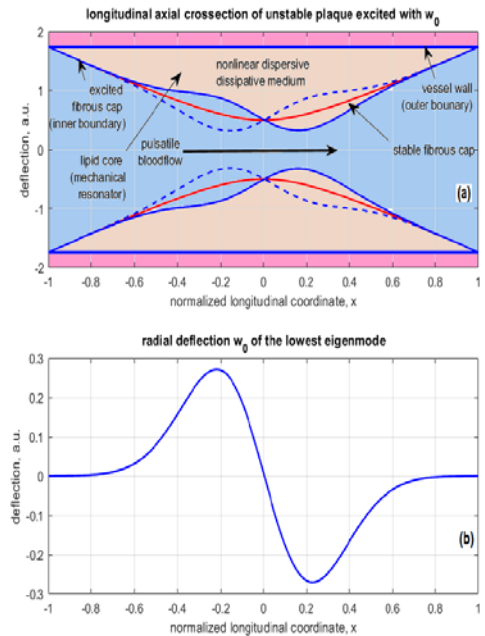 longitudinal axial crossection of unstable plaque excited with w0
2
1
0
-1
-2
deflection, a.u.
nonlinear dispersive
dissipative medium
excited
fibrous cap
(inner boundary)
vessel wall
(outer bounary)
lipid core
(mechanical
resonator)
pulsatile
bloodflow
stable fibrous cap
(a)
-1 -0.8 -0.6 -0.4 -0.2 0 0.2 0.4 0.6 0.8 1
normalized longitudinal coordinate, x
radial deflection w0 of the lowest eigenmode
0.3
0.2
0.1
0
-0.1
-0.2
-0.3
deflection, a.u.
(b)
-1 -0.8 -0.6 -0.4 -0.2 0 0.2 0.4 0.6 0.8 1
normalized longitudinal coordinate, x